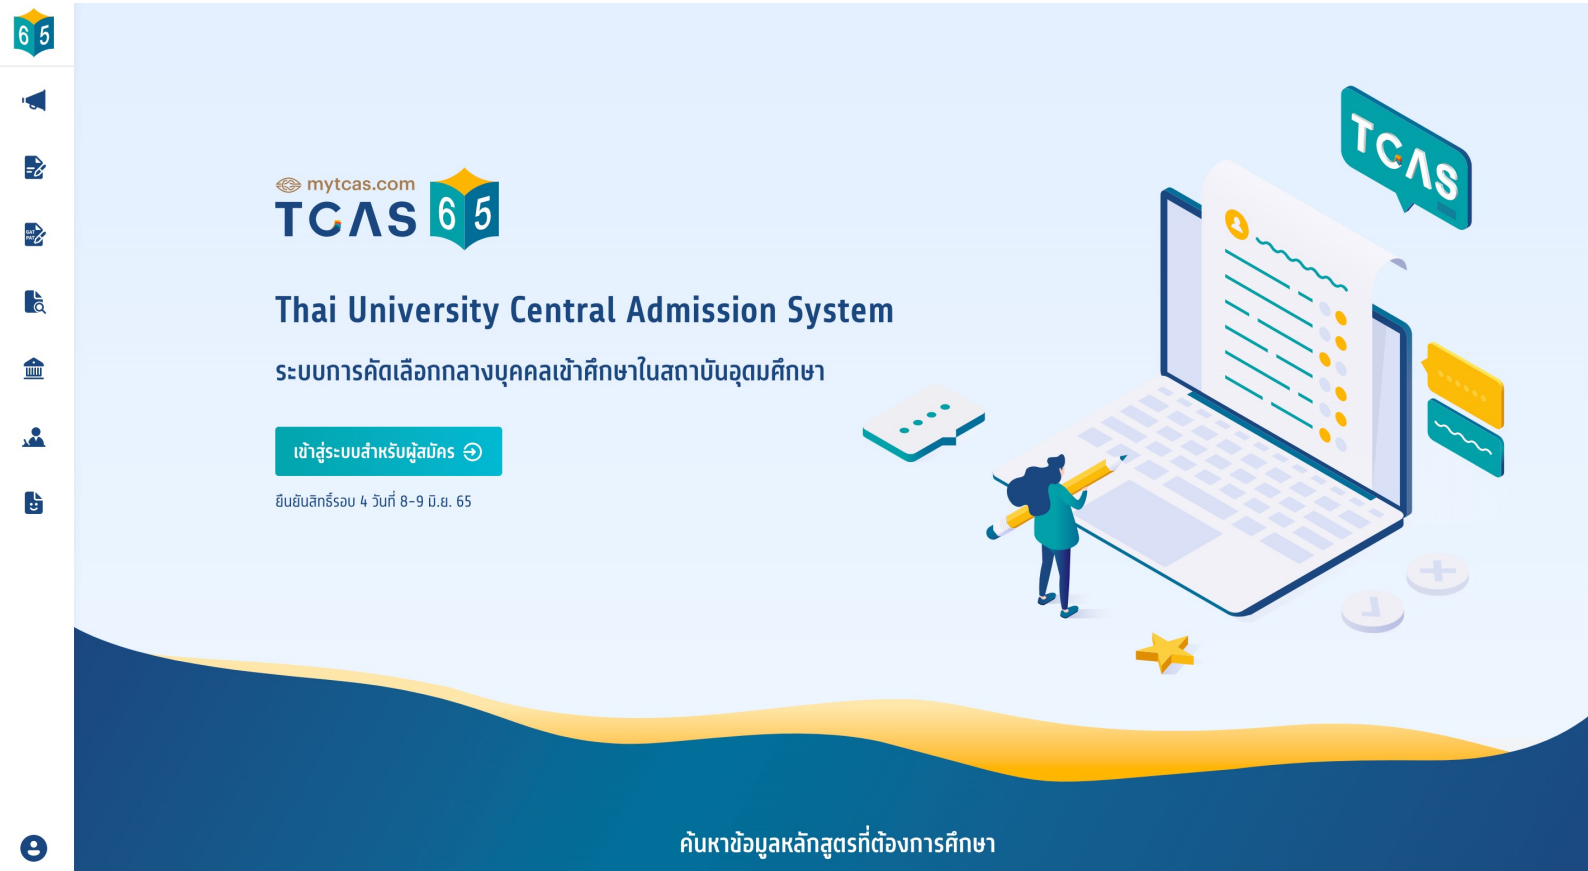 65
GAT
PAT
mytcas.com
TCAS 65
Thai University Central Admission System
ระบบการคัดเลือกกลางบุคคลเข้าศึกษาในสถาบันอุดมศึกษา
เข้าสู่ระบบสำหรับผู้สมัคร
ยืนยันสิทธิ์รอบ 4 วันที่ 8-9 มิ.ย. 65
TCAS
ค้นหาข้อมูลหลักสูตรที่ต้องการศึกษา